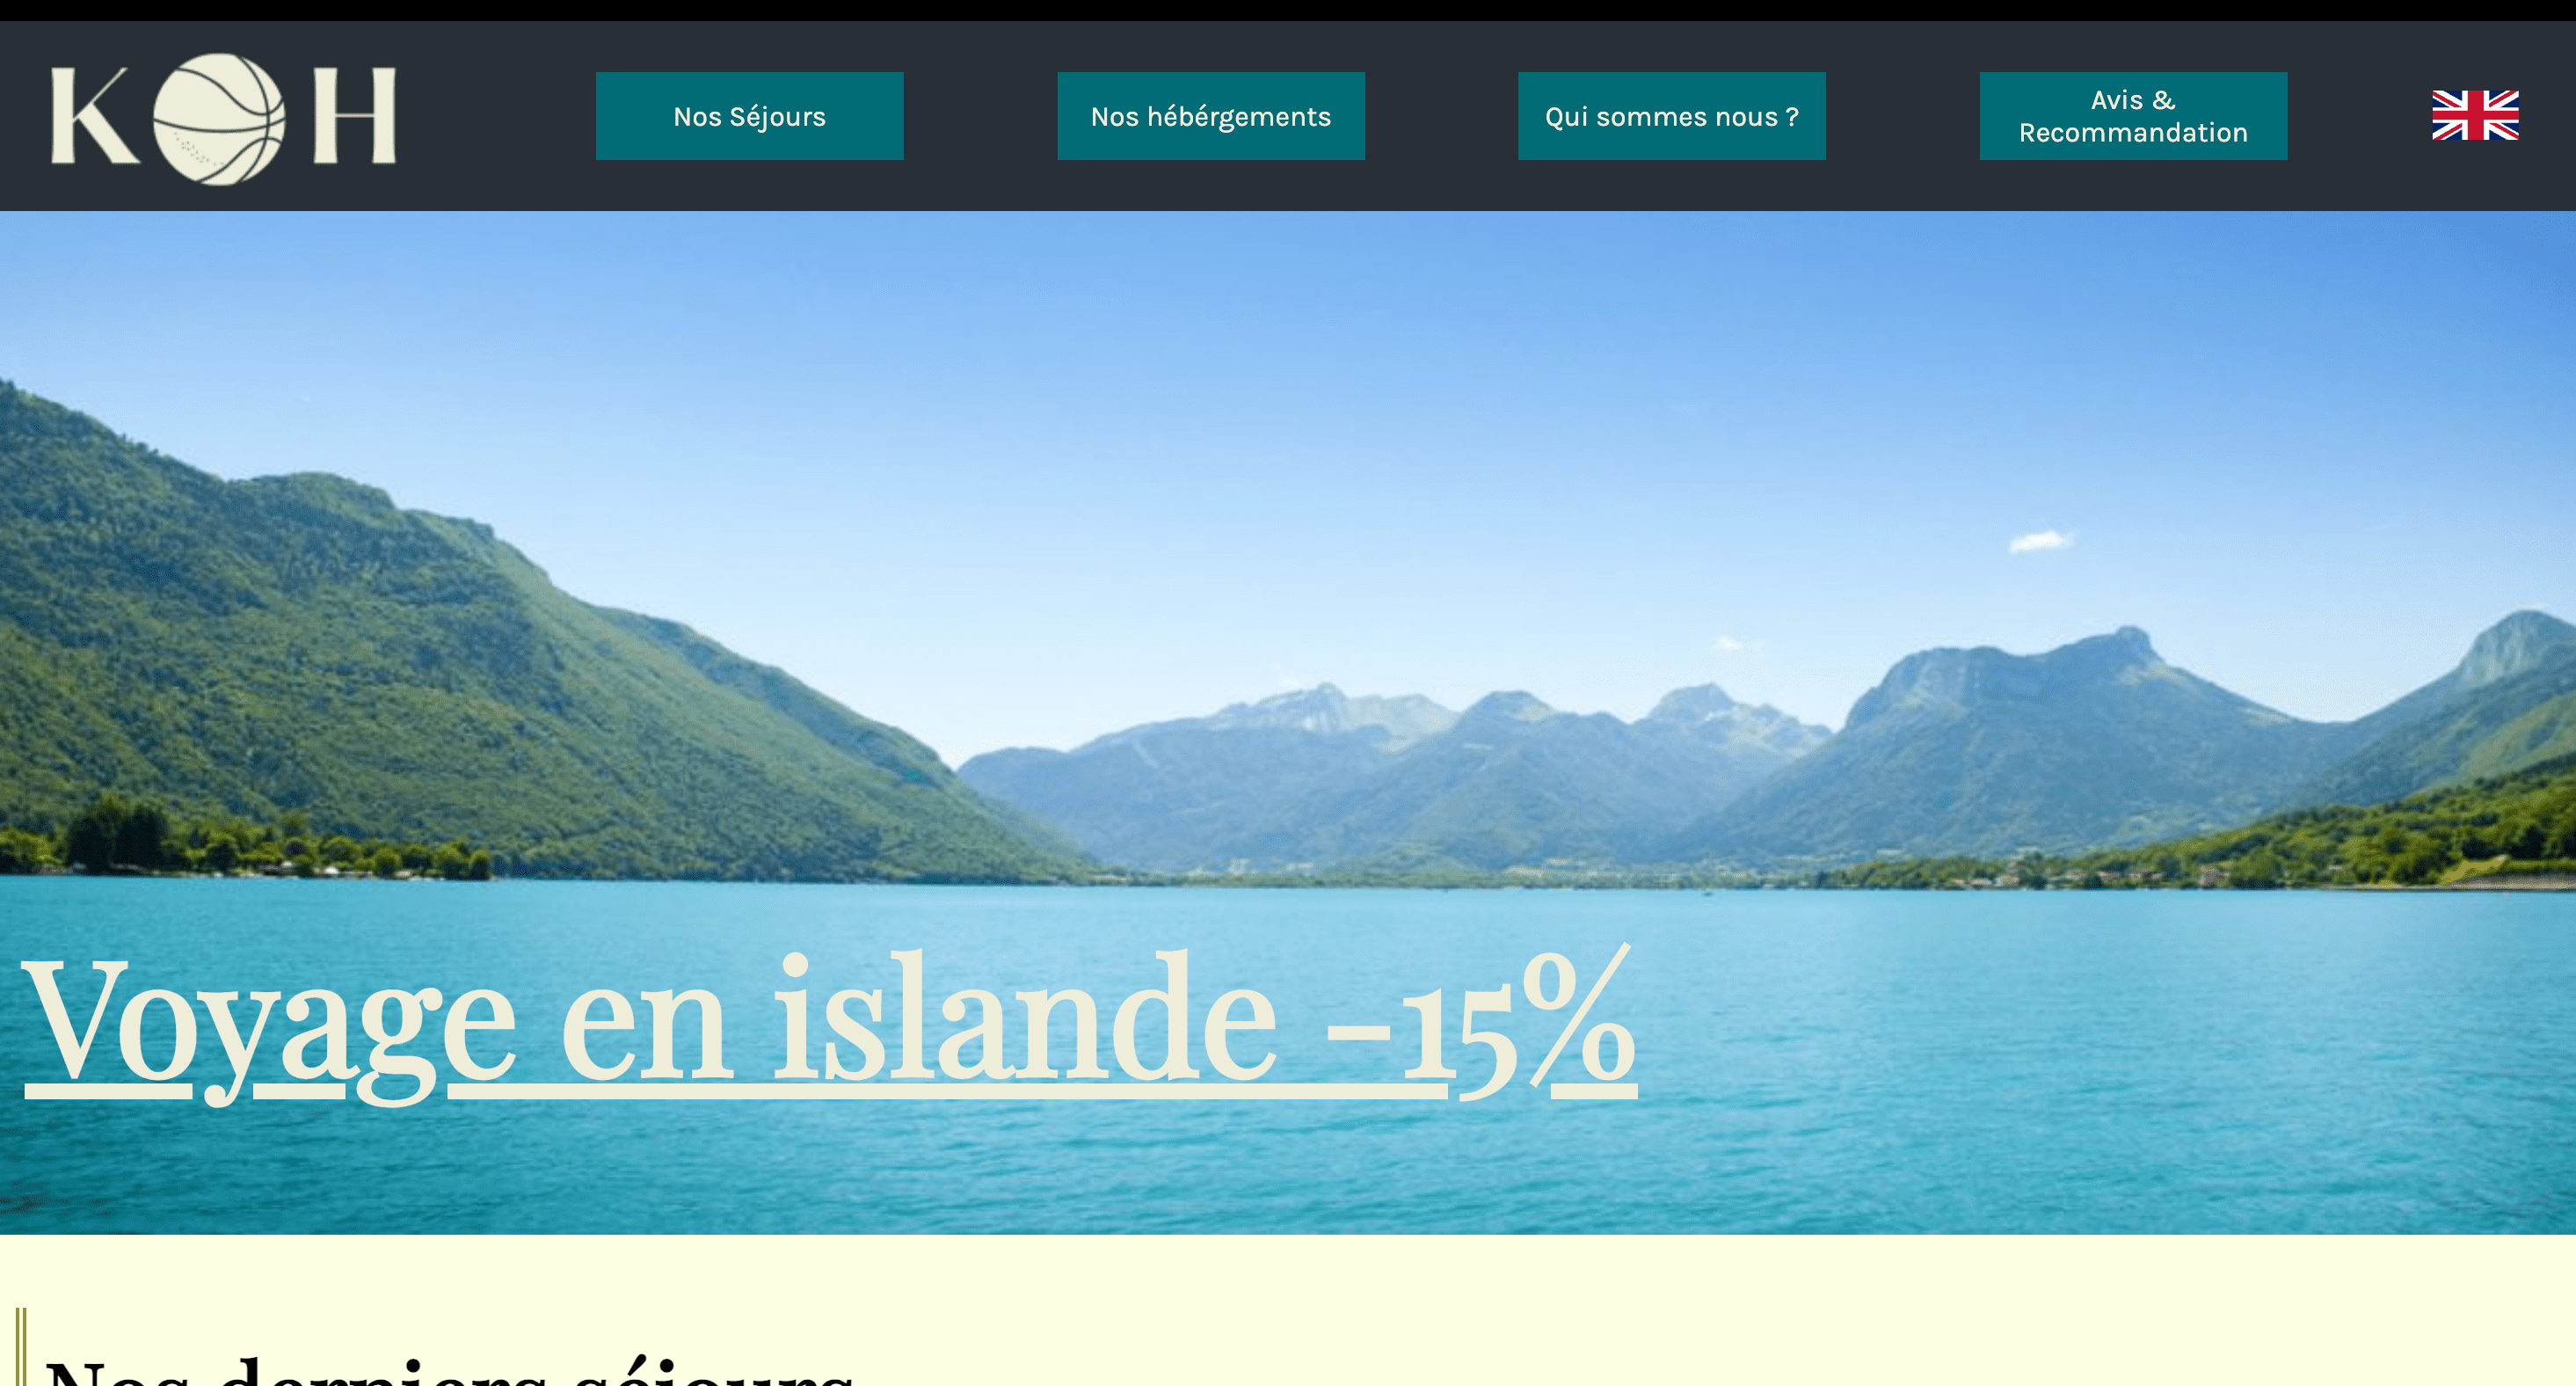 KOH
Nos Séjours
Nos hébérgements
Qui sommes nous ?
Avis &
Recommandation
Voyage en islande -15%
Nos derniers séjours